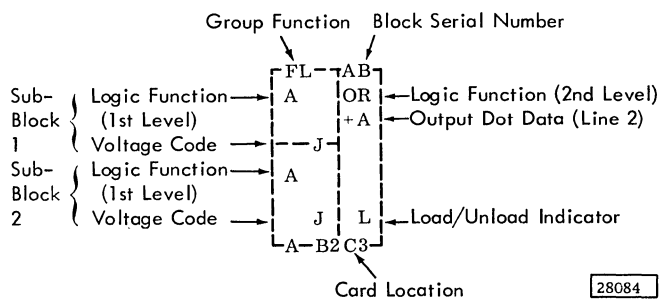 Group Function Block Serial Number
FL AB
Sub- Logic Function A OR Logic Function (2nd Level)
Block (1st Level) +A Output Dot Data (Line 2)
1 Voltage Code J
Sub- Logic Function A
Block (1st Level)
2 Voltage Code J L Load/Unload Indicator
A-B2 C3
Card Location
28084